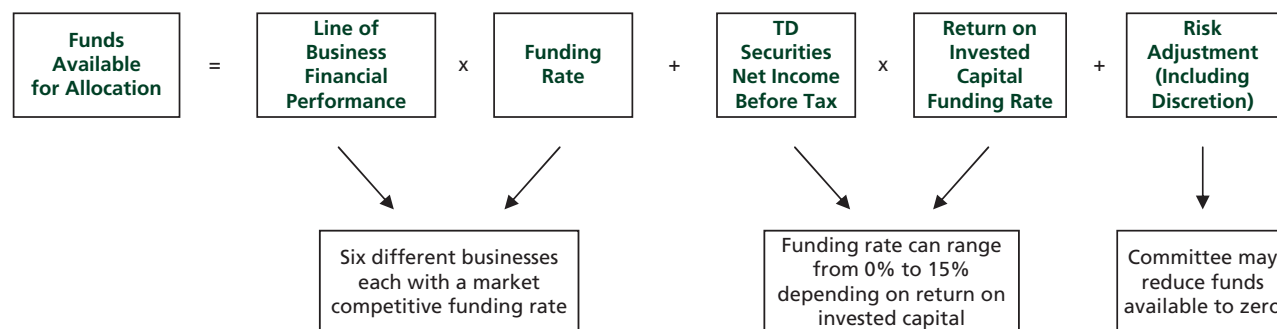 Funds
Available
for Allocation
=
Line of
Business
Financial
Performance
x
Funding
Rate
+
TD
Securities
Net Income
Before Tax
x
Return on
Invested
Capital
Funding Rate
+
Risk
Adjustment
(Including
Discretion)
Six different businesses
each with a market
competitive funding rate
Funding rate can range
from 0% to 15%
depending on return on
invested capital
Committee may
reduce funds
available to zero